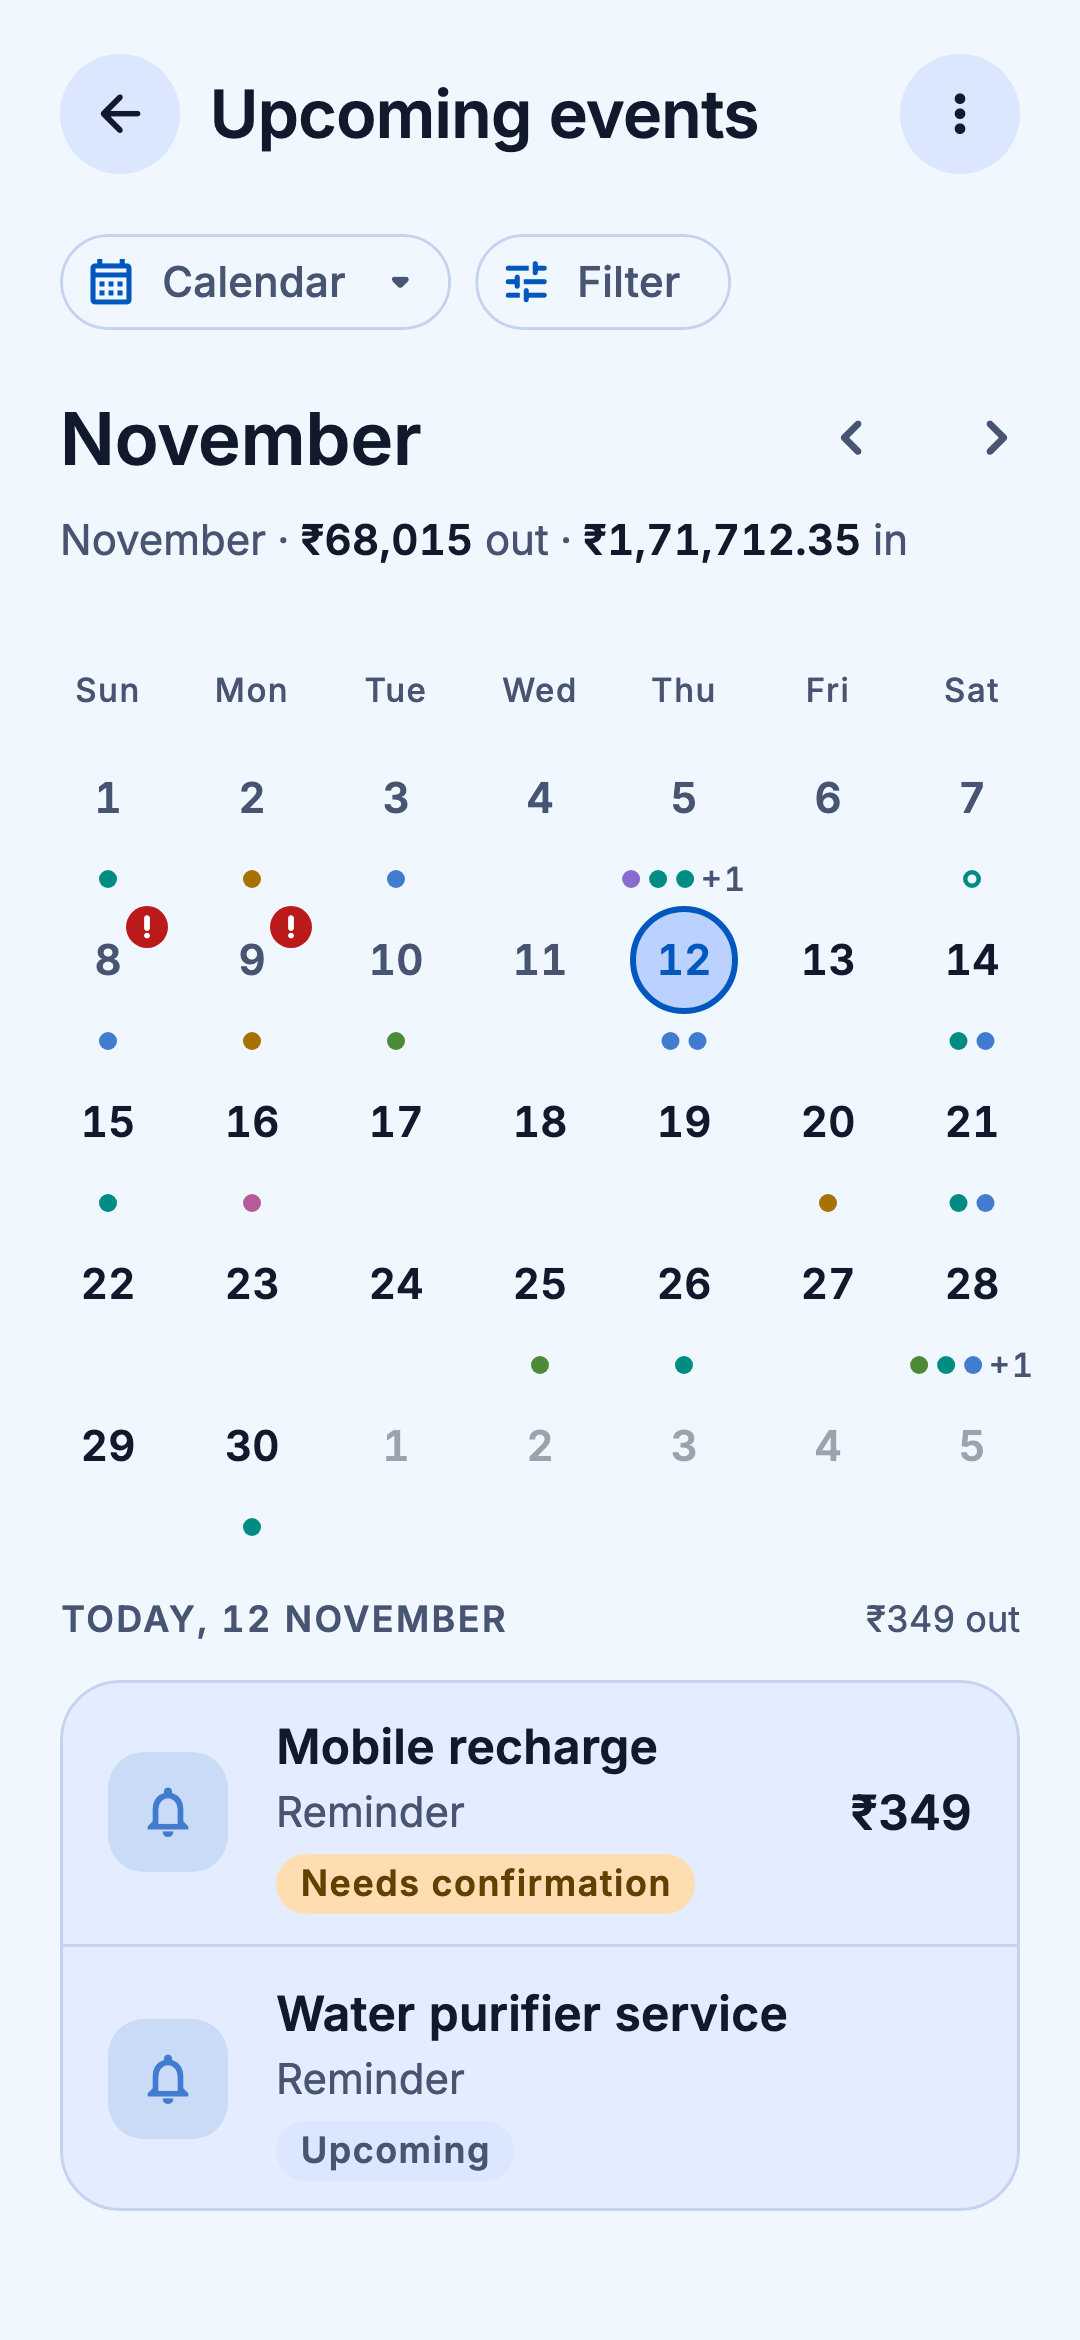 Upcoming events
Calendar Filter
November
November · ₹68,015 out · ₹1,71,712.35 in
Sun Mon Tue Wed Thu Fri Sat
1 2 3 4 5 6 7
+1
8 9 10 11 12 13 14
15 16 17 18 19 20 21
22 23 24 25 26 27 28
+1
29 30 1 2 3 4 5
TODAY, 12 NOVEMBER ₹349 out
Mobile recharge
Reminder
₹349
Needs confirmation
Water purifier service
Reminder
Upcoming